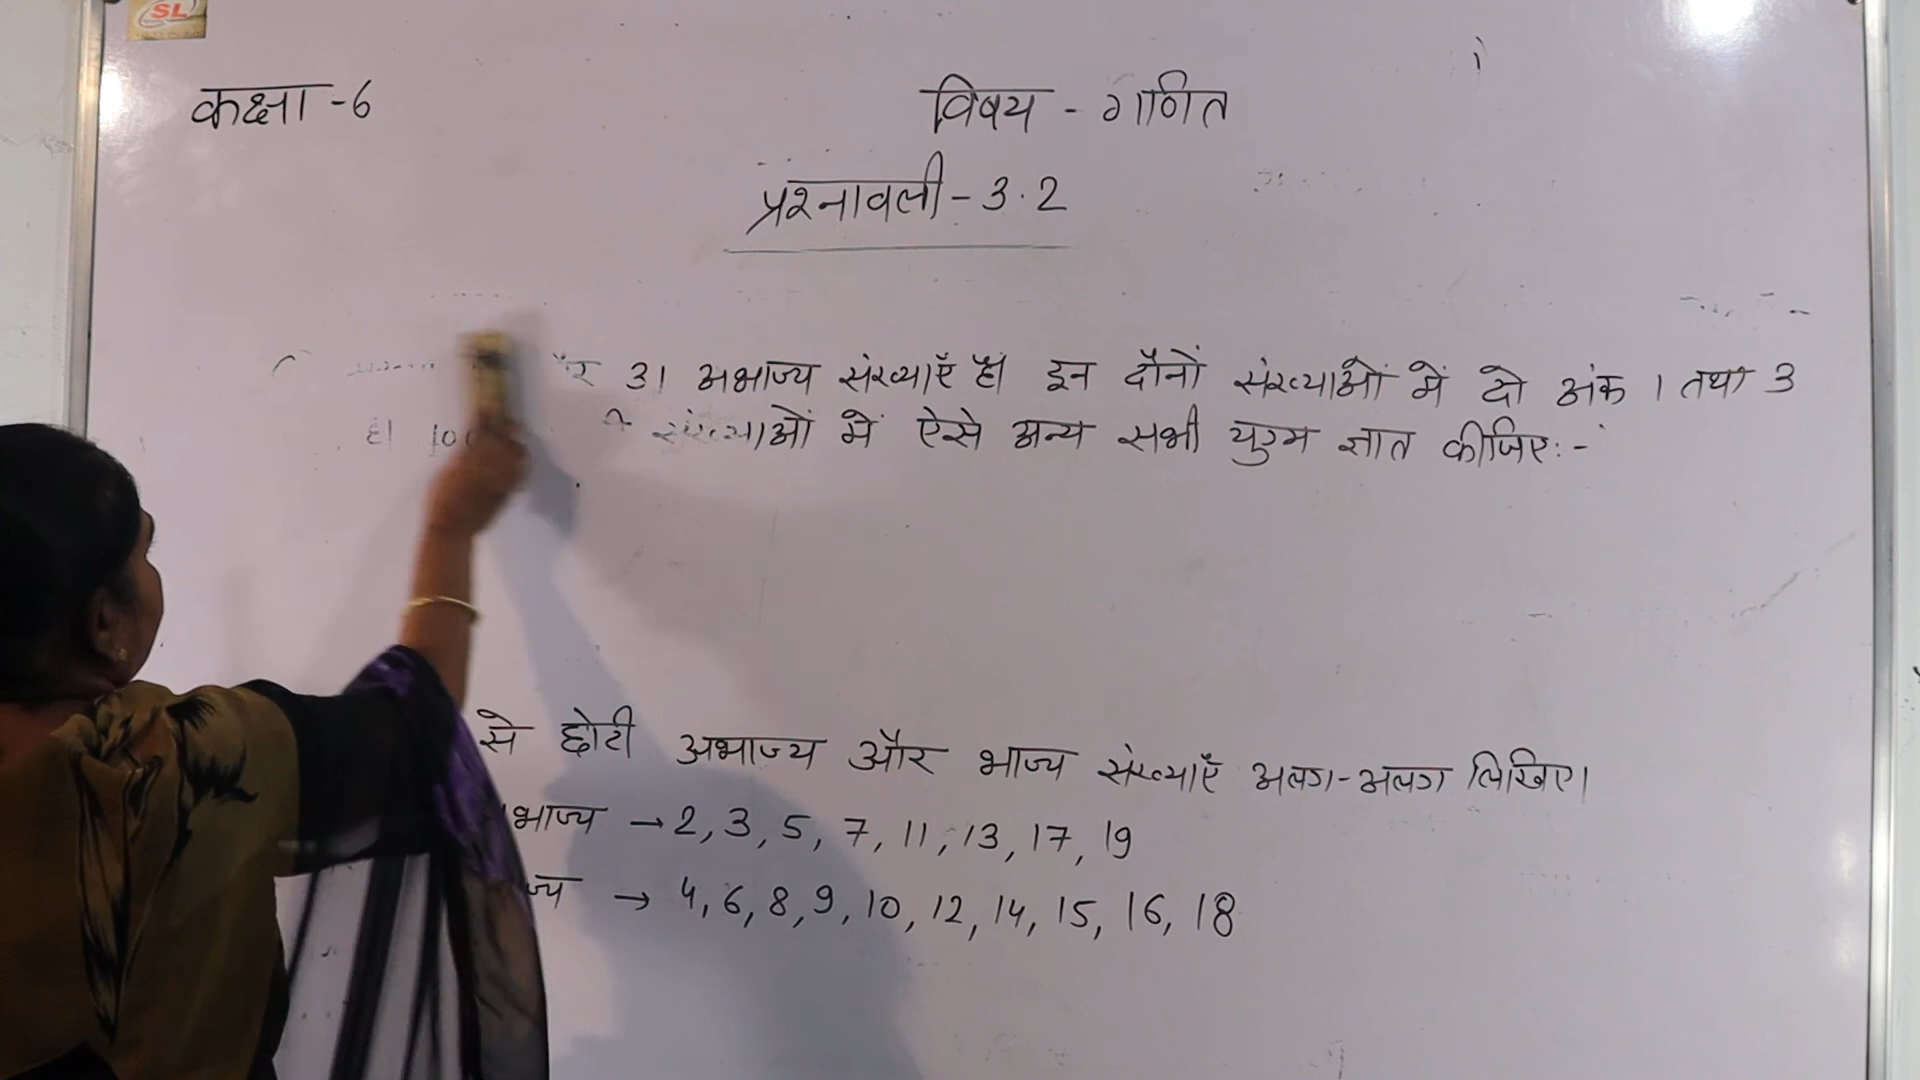 SL
कक्षा - 6
विषय - गणित
प्रश्नावली - 3.2
31 अभाज्य संख्याएँ हैं। इन दौनों संख्याओं में दो अंक 1 तथा 3
संख्याओं में ऐसे अन्य सभी युग्म ज्ञात कीजिए:-
से छोटी अभाज्य और भाज्य संख्याएँ अलग-अलग लिखिए।
भाज्य → 2, 3, 5, 7, 11, 13, 17, 19
ज्य → 4, 6, 8, 9, 10, 12, 14, 15, 16, 18